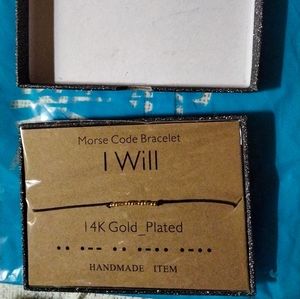 Morse Code Bracelet
I Will
14K Gold_Plated
HANDMADE ITEM